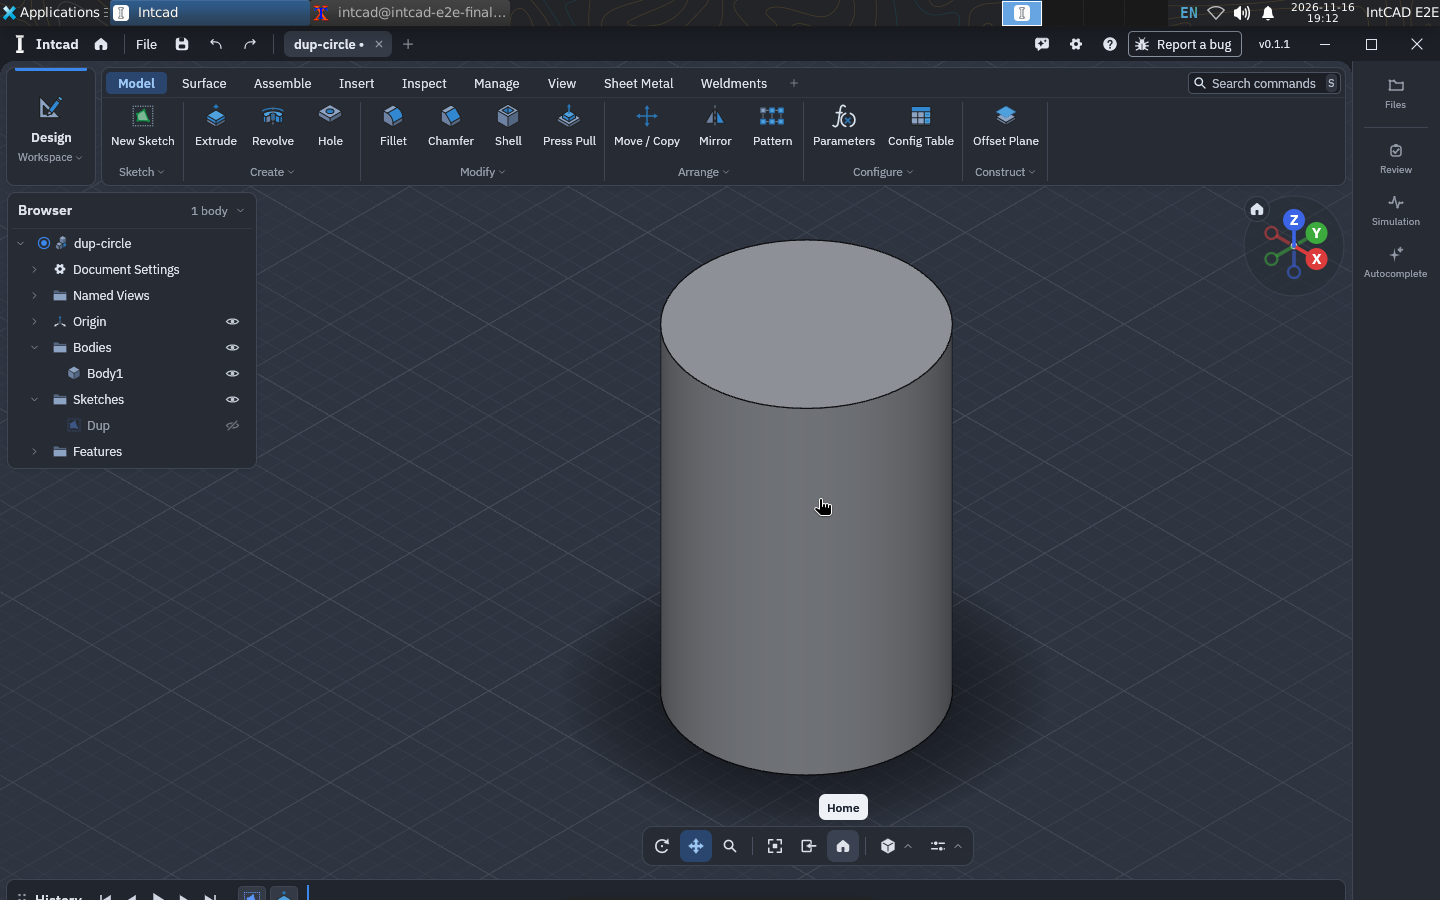 Applications
Intcad
intcad@intcad-e2e-final...
EN
2026-11-16
19:12
IntCAD E2E
Intcad
File
dup-circle •
Report a bug
v0.1.1
Design
Workspace
Model
Surface
Assemble
Insert
Inspect
Manage
View
Sheet Metal
Weldments
Search commands
S
New Sketch
Extrude
Revolve
Hole
Fillet
Chamfer
Shell
Press Pull
Move / Copy
Mirror
Pattern
Parameters
Config Table
Offset Plane
Sketch
Create
Modify
Arrange
Configure
Construct
Files
Review
Simulation
Autocomplete
Browser
1 body
dup-circle
Document Settings
Named Views
Origin
Bodies
Body1
Sketches
Dup
Features
Z
Y
X
Home
History